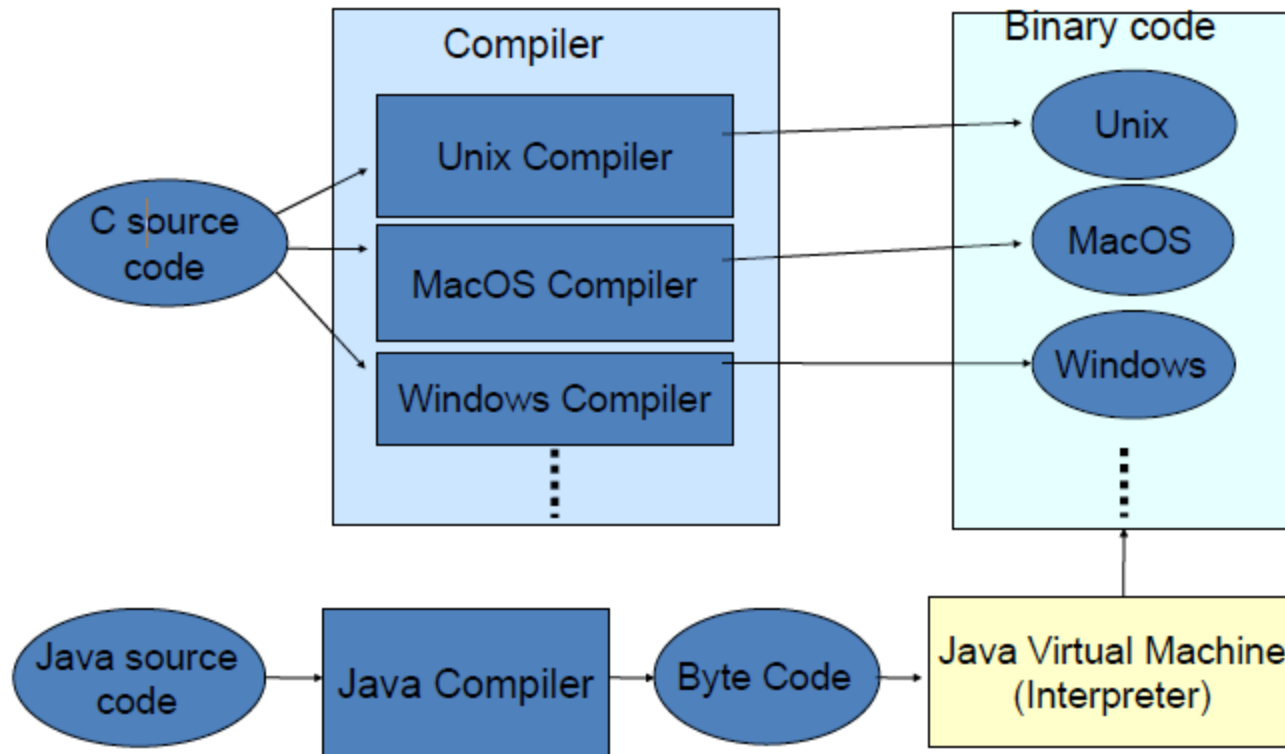 Compiler
Binary code
Unix Compiler
Unix
C source
code
MacOS Compiler
MacOS
Windows Compiler
Windows
Java source
code
Java Compiler
Byte Code
Java Virtual Machine
(Interpreter)